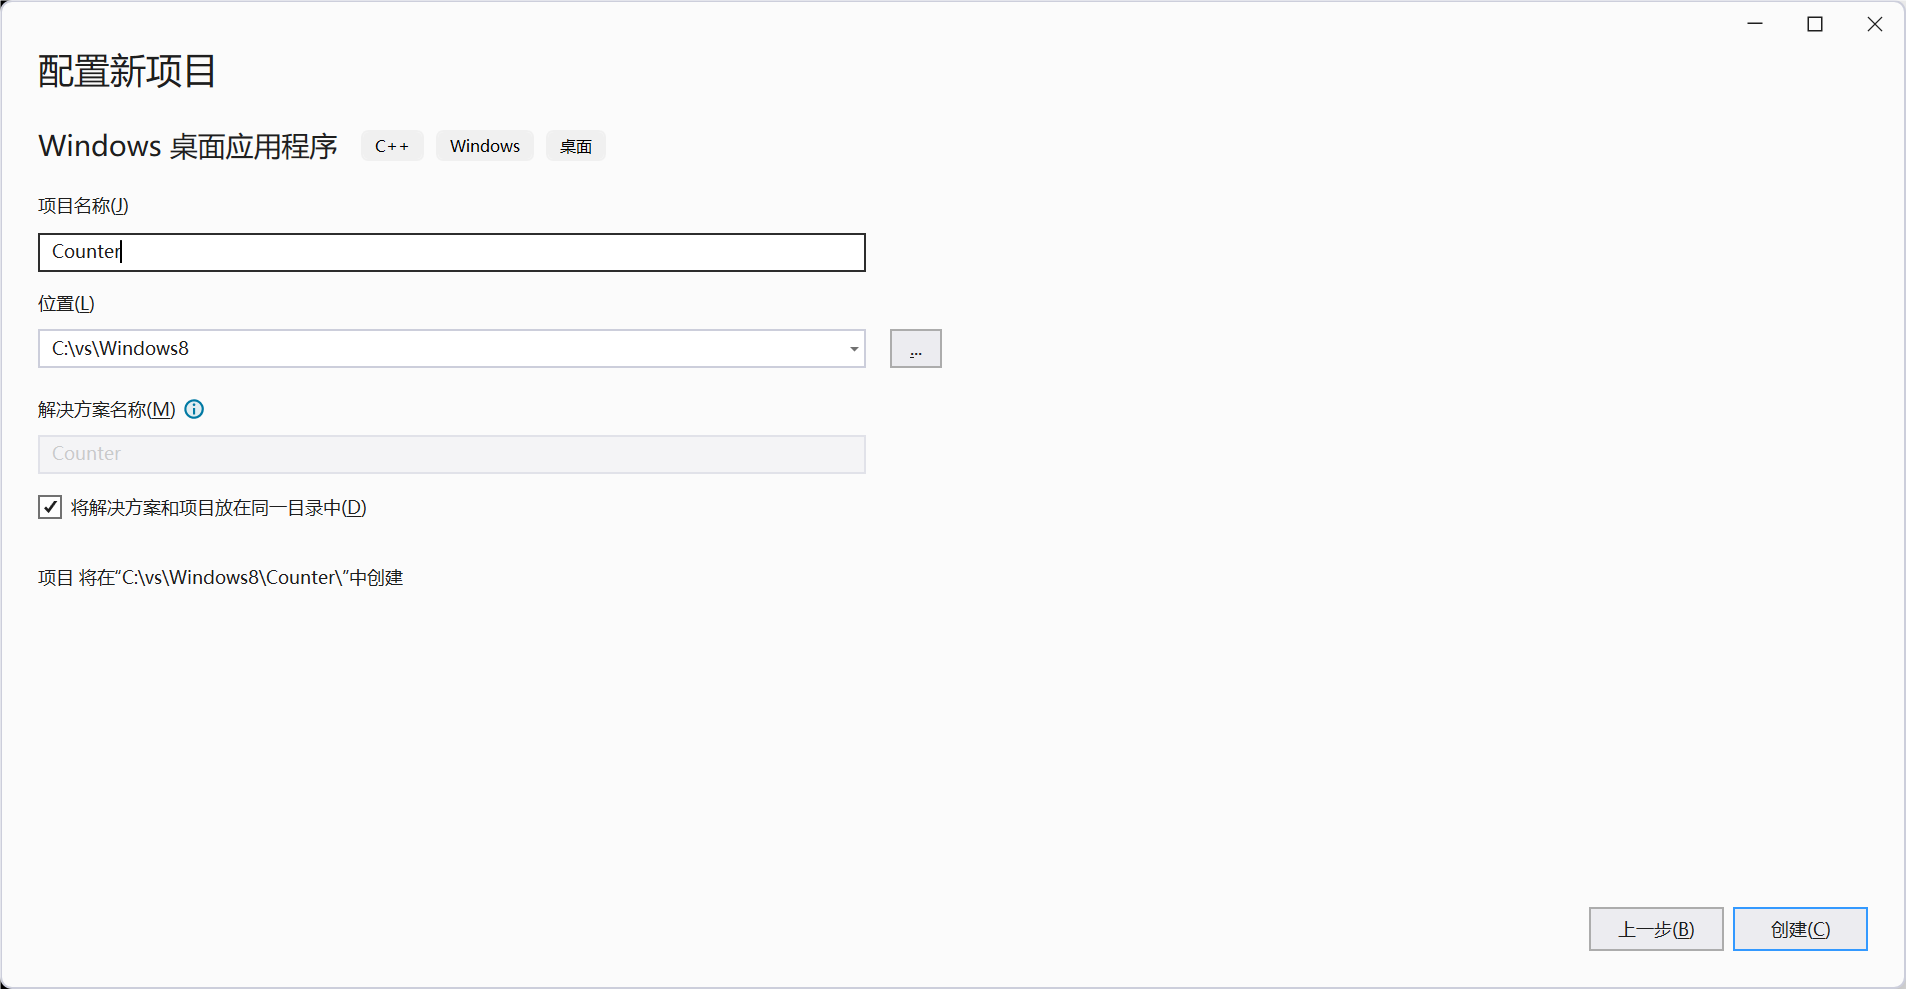 配置新项目
Windows 桌面应用程序 C++ Windows 桌面
项目名称(J)
Counter
位置(L)
C:\vs\Windows8
...
解决方案名称(M)
Counter
将解决方案和项目放在同一目录中(D)
项目 将在“C:\vs\Windows8\Counter\”中创建
上一步(B) 创建(C)